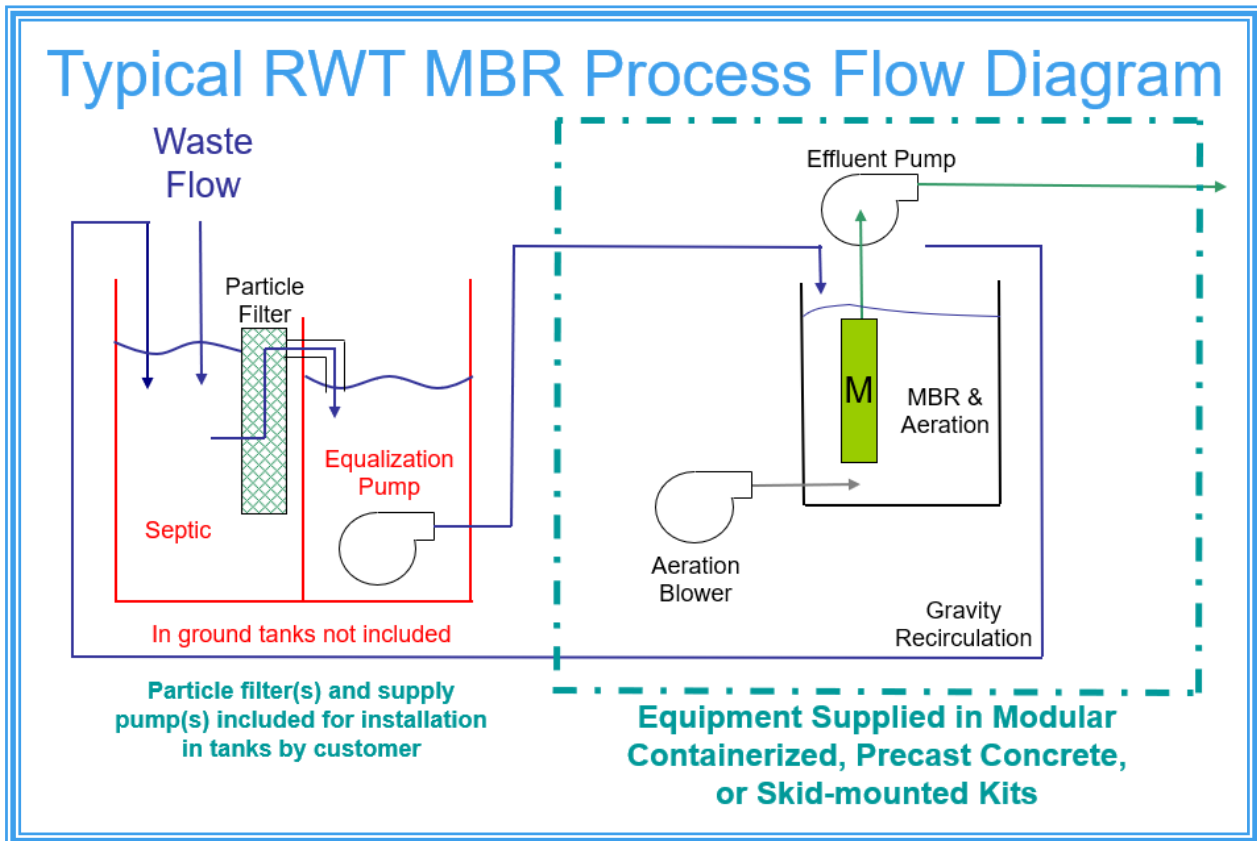 Typical RWT MBR Process Flow Diagram
Waste
Flow
Effluent Pump
Particle
Filter
M
MBR &
Aeration
Equalization
Pump
Septic
Aeration
Blower
Gravity
Recirculation
In ground tanks not included
Particle filter(s) and supply
pump(s) included for installation
in tanks by customer
Equipment Supplied in Modular
Containerized, Precast Concrete,
or Skid-mounted Kits